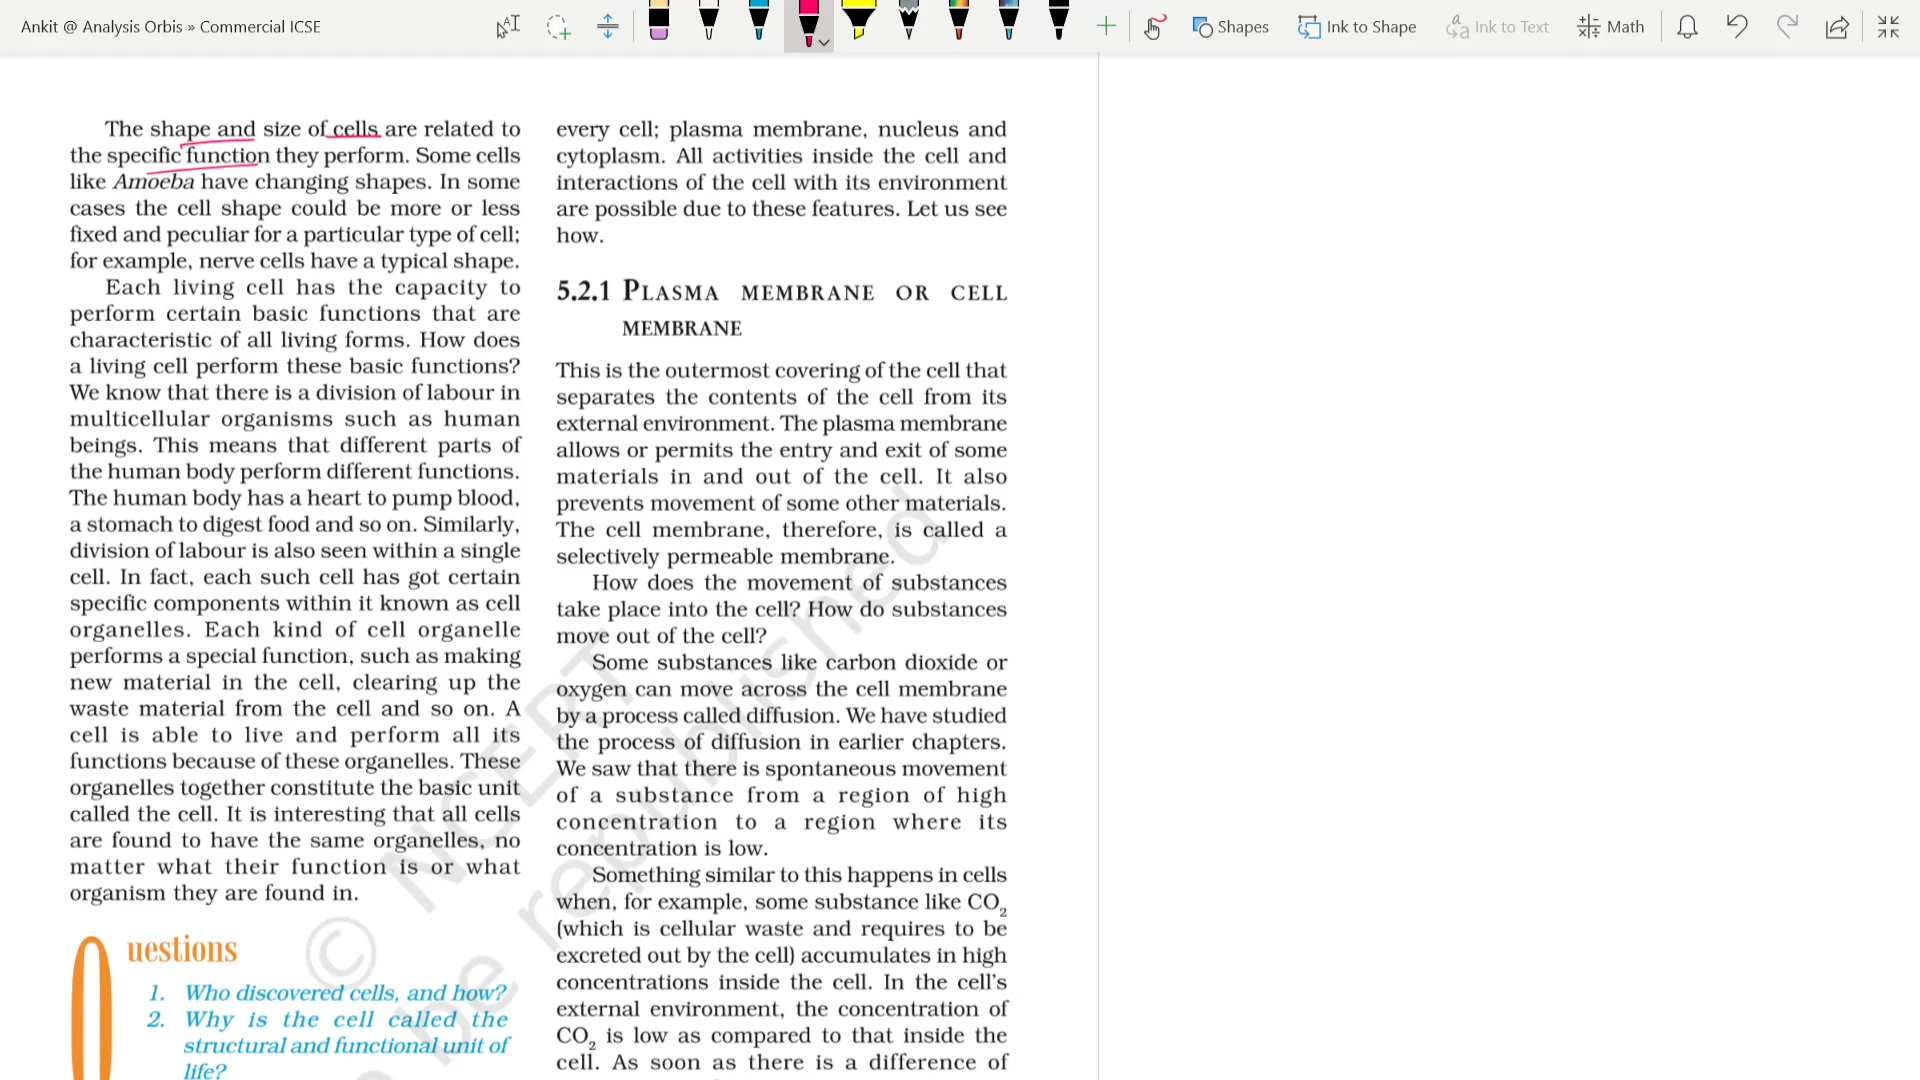 Ankit @ Analysis Orbis » Commercial ICSE
Shapes
Ink to Shape
Ink to Text
Math
The shape and size of cells are related to
the specific function they perform. Some cells
like Amoeba have changing shapes. In some
cases the cell shape could be more or less
fixed and peculiar for a particular type of cell;
for example, nerve cells have a typical shape.
Each living cell has the capacity to
perform certain basic functions that are
characteristic of all living forms. How does
a living cell perform these basic functions?
We know that there is a division of labour in
multicellular organisms such as human
beings. This means that different parts of
the human body perform different functions.
The human body has a heart to pump blood,
a stomach to digest food and so on. Similarly,
division of labour is also seen within a single
cell. In fact, each such cell has got certain
specific components within it known as cell
organelles. Each kind of cell organelle
performs a special function, such as making
new material in the cell, clearing up the
waste material from the cell and so on. A
cell is able to live and perform all its
functions because of these organelles. These
organelles together constitute the basic unit
called the cell. It is interesting that all cells
are found to have the same organelles, no
matter what their function is or what
organism they are found in.
Questions
1. Who discovered cells, and how?
2. Why is the cell called the
structural and functional unit of
life?
every cell; plasma membrane, nucleus and
cytoplasm. All activities inside the cell and
interactions of the cell with its environment
are possible due to these features. Let us see
how.
5.2.1 PLASMA MEMBRANE OR CELL
MEMBRANE
This is the outermost covering of the cell that
separates the contents of the cell from its
external environment. The plasma membrane
allows or permits the entry and exit of some
materials in and out of the cell. It also
prevents movement of some other materials.
The cell membrane, therefore, is called a
selectively permeable membrane.
How does the movement of substances
take place into the cell? How do substances
move out of the cell?
Some substances like carbon dioxide or
oxygen can move across the cell membrane
by a process called diffusion. We have studied
the process of diffusion in earlier chapters.
We saw that there is spontaneous movement
of a substance from a region of high
concentration to a region where its
concentration is low.
Something similar to this happens in cells
when, for example, some substance like CO₂
(which is cellular waste and requires to be
excreted out by the cell) accumulates in high
concentrations inside the cell. In the cell's
external environment, the concentration of
CO₂ is low as compared to that inside the
cell. As soon as there is a difference of
© NCERT
be republished